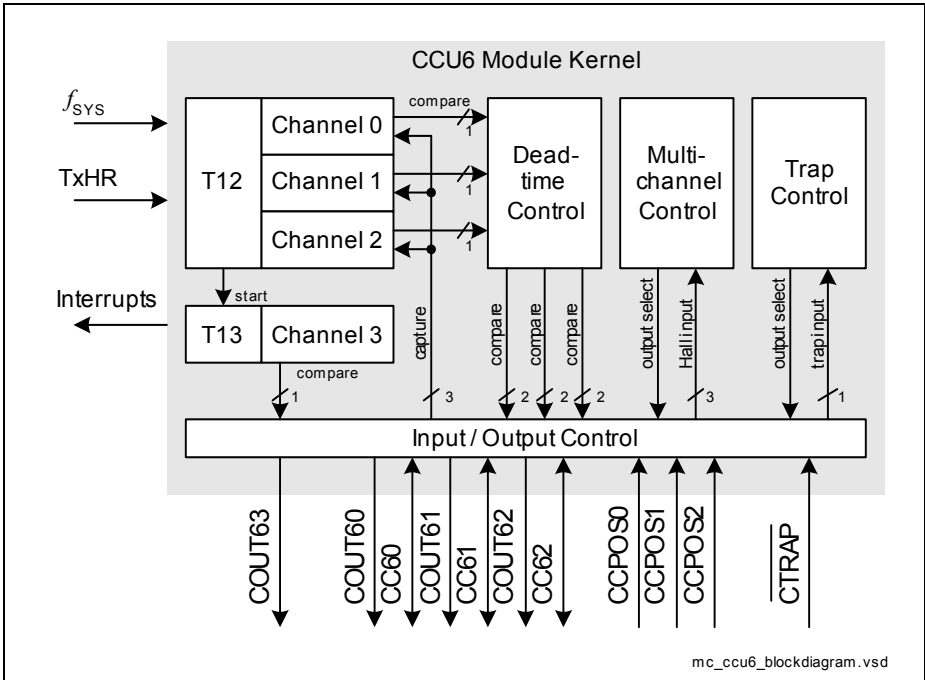 CCU6 Module Kernel
fSYS
TxHR
Interrupts
T12
Channel 0
Channel 1
Channel 2
compare
1
1
1
Dead-
time
Control
Multi-
channel
Control
Trap
Control
start
T13
Channel 3
compare
1
capture
3
compare
2
compare
2
compare
2
output select
Hall input
3
output select
trap input
1
Input / Output Control
COUT63
COUT60
CC60
COUT61
CC61
COUT62
CC62
CCPOS0
CCPOS1
CCPOS2
CTRAP
mc_ccu6_blockdiagram.vsd